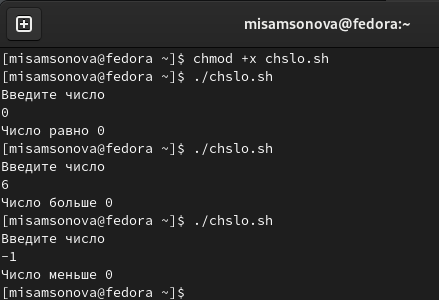 misamsonova@fedora:~
[misamsonova@fedora ~]$ chmod +x chslo.sh
[misamsonova@fedora ~]$ ./chslo.sh
Введите число
0
Число равно 0
[misamsonova@fedora ~]$ ./chslo.sh
Введите число
6
Число больше 0
[misamsonova@fedora ~]$ ./chslo.sh
Введите число
-1
Число меньше 0
[misamsonova@fedora ~]$